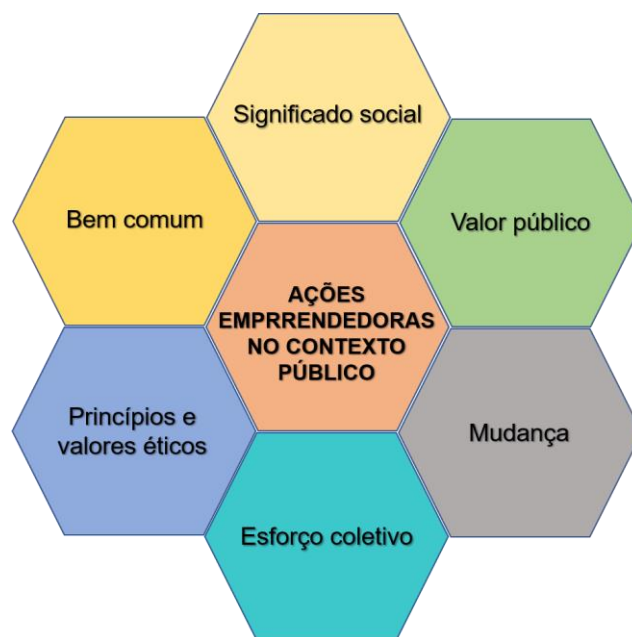 Significado social
Bem comum
Valor público
AÇÕES
EMPRRENDEDORAS
NO CONTEXTO
PÚBLICO
Princípios e
valores éticos
Mudança
Esforço coletivo